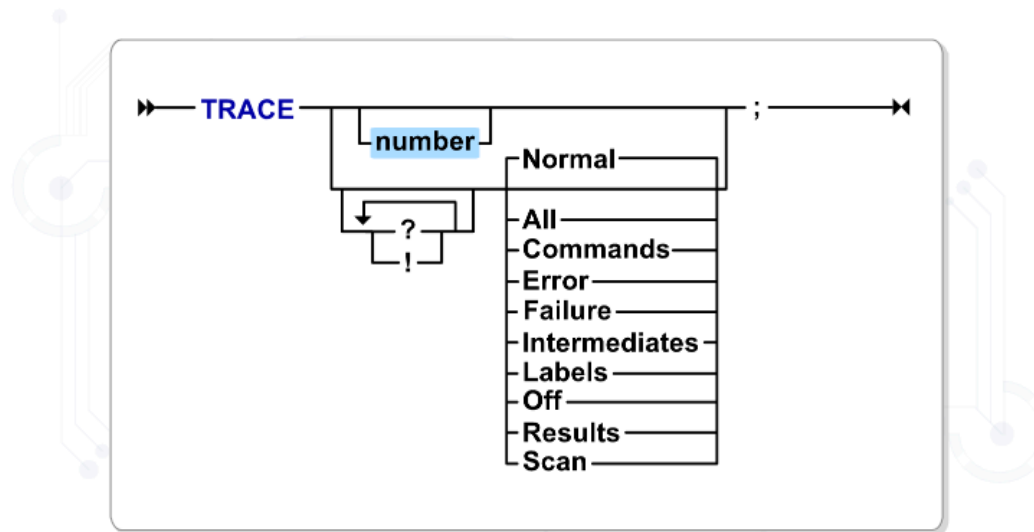 TRACE ;
number
Normal
All
? Commands
! Error
Failure
Intermediates
Labels
Off
Results
Scan